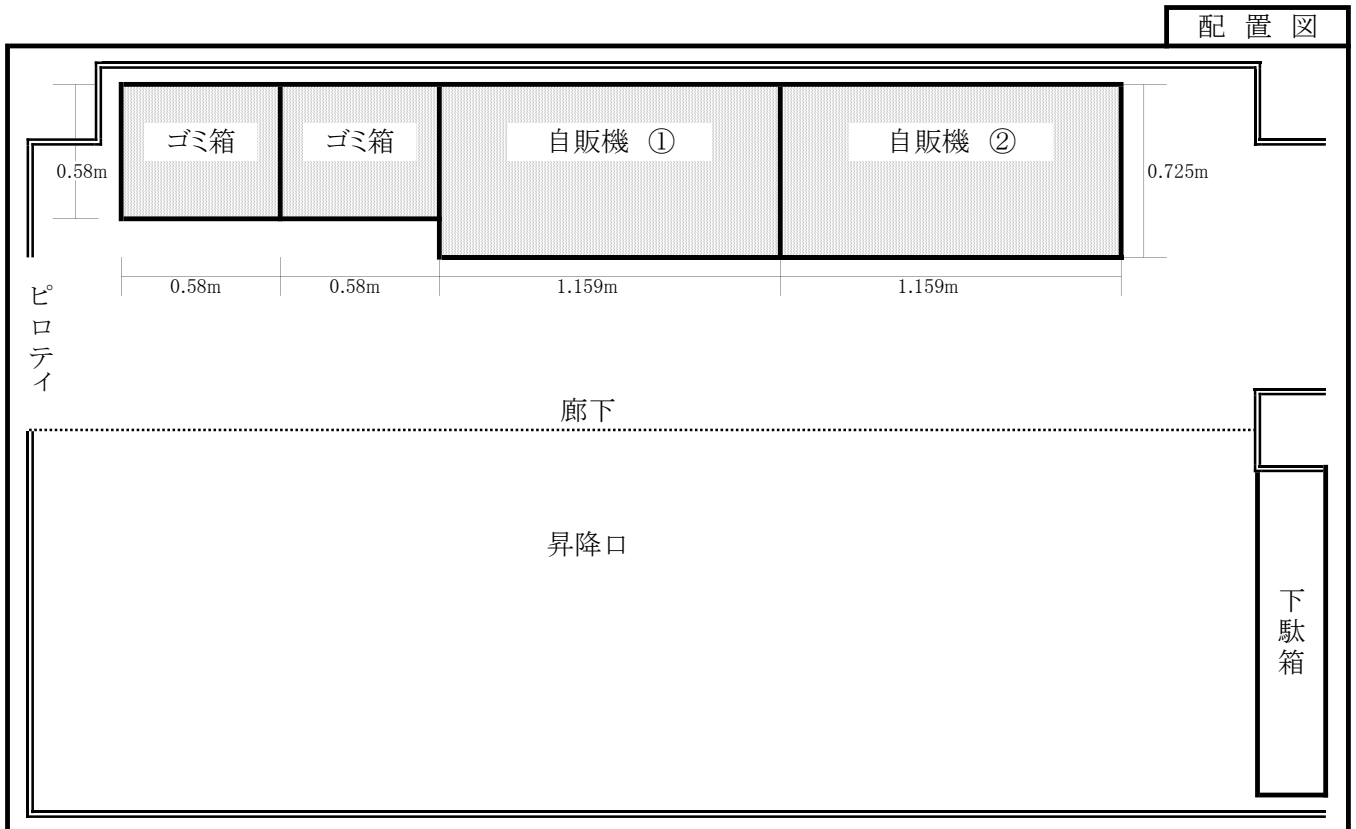 配 置 図
ゴミ箱
ゴミ箱
自販機 ①
自販機 ②
0.58m
0.725m
0.58m
0.58m
1.159m
1.159m
ピロテイ
廊下
昇降口
下駄箱